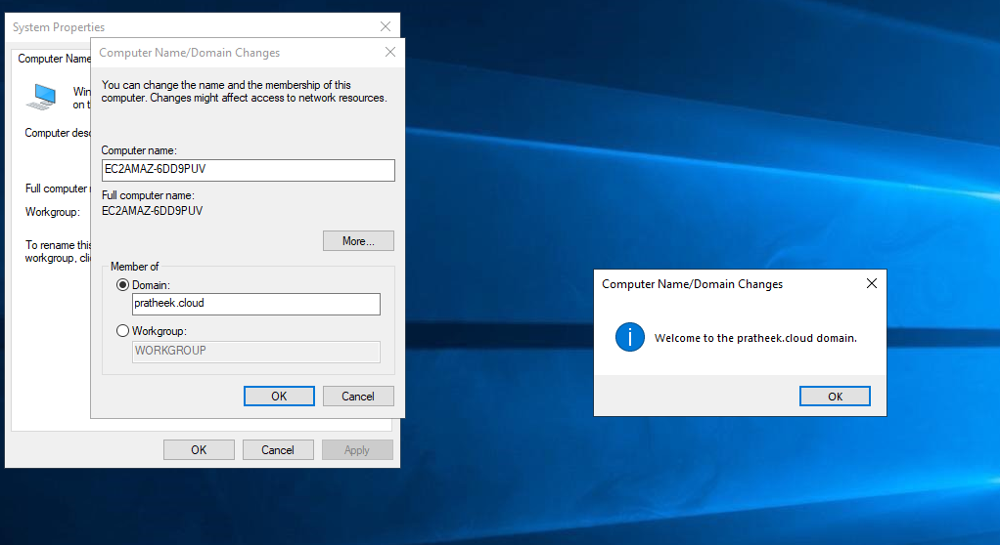 System Properties
Computer Name
Win
on t
Computer desc
Full computer
Workgroup:
To rename this
workgroup, cli
Computer Name/Domain Changes
You can change the name and the membership of this
computer. Changes might affect access to network resources.
Computer name:
EC2AMAZ-6DD9PUV
Full computer name:
EC2AMAZ-6DD9PUV
More...
Member of
Domain:
pratheek.cloud
Workgroup:
WORKGROUP
OK Cancel
OK Cancel Apply
Computer Name/Domain Changes
Welcome to the pratheek.cloud domain.
OK